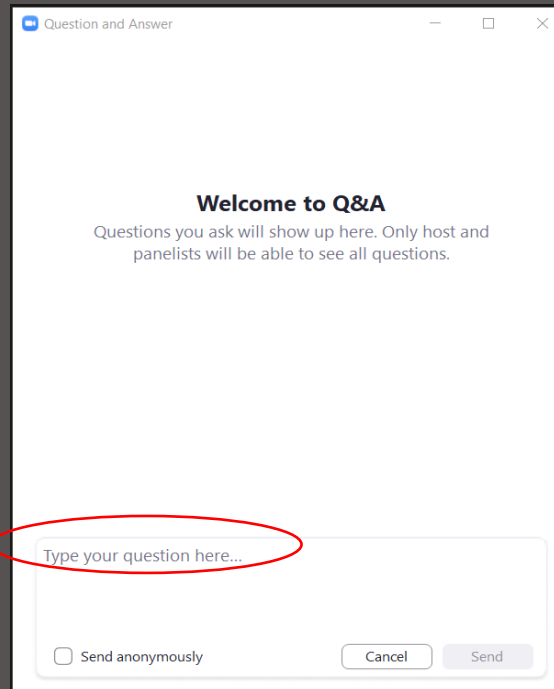 Question and Answer
Welcome to Q&A
Questions you ask will show up here. Only host and
panelists will be able to see all questions.
Type your question here...
Send anonymously
Cancel
Send